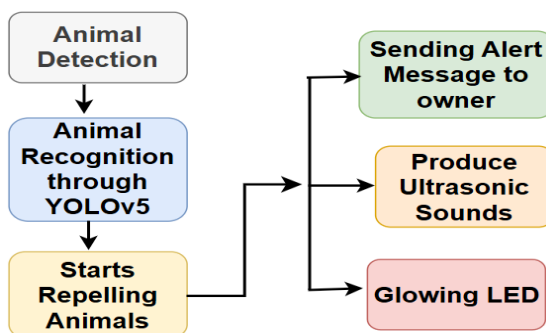 Animal
Detection
Animal
Recognition
through
YOLOv5
Starts
Repelling
Animals
Sending Alert
Message to
owner
Produce
Ultrasonic
Sounds
Glowing LED